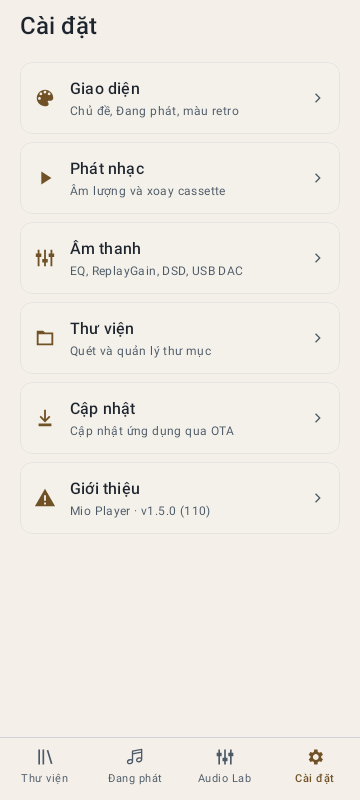 Cài đặt
Giao diện
Chủ đề, Đang phát, màu retro
Phát nhạc
Âm lượng và xoay cassette
Âm thanh
EQ, ReplayGain, DSD, USB DAC
Thư viện
Quét và quản lý thư mục
Cập nhật
Cập nhật ứng dụng qua OTA
Giới thiệu
Mio Player · v1.5.0 (110)
Thư viện
Đang phát
Audio Lab
Cài đặt